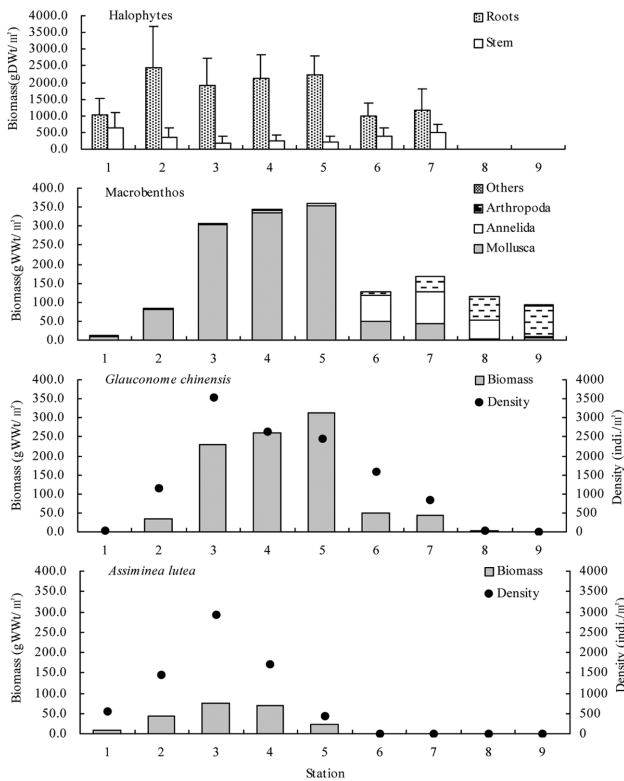 Halophytes
Roots
Stem
Biomass(gDWt/㎡)
4000.0
3500.0
3000.0
2500.0
2000.0
1500.0
1000.0
500.0
0.0
1 2 3 4 5 6 7 8 9
Macrobenthos
Others
Arthropoda
Annelida
Mollusca
Biomass(gWWt/㎡)
400.0
350.0
300.0
250.0
200.0
150.0
100.0
50.0
0.0
1 2 3 4 5 6 7 8 9
Glauconome chinensis
Biomass
Density
Biomass (gWWt/㎡)
400.0
350.0
300.0
250.0
200.0
150.0
100.0
50.0
0.0
4000
3500
3000
2500
2000
1500
1000
500
0
Density (indi./㎡)
1 2 3 4 5 6 7 8 9
Assiminea lutea
Biomass
Density
Biomass (gWWt/㎡)
400.0
350.0
300.0
250.0
200.0
150.0
100.0
50.0
0.0
4000
3500
3000
2500
2000
1500
1000
500
0
Density (indi./㎡)
1 2 3 4 5 6 7 8 9
Station